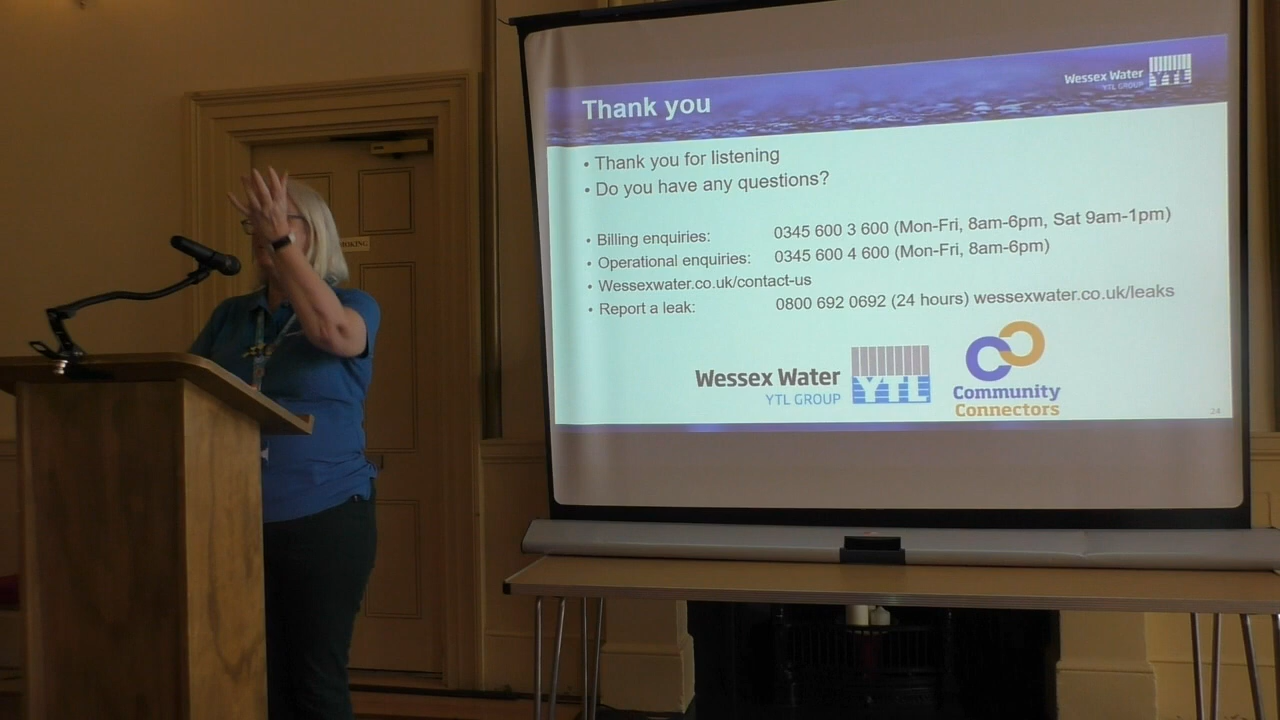 Wessex Water
YTL GROUP
YTL
Thank you
• Thank you for listening
• Do you have any questions?
• Billing enquiries: 0345 600 3 600 (Mon-Fri, 8am-6pm, Sat 9am-1pm)
• Operational enquiries: 0345 600 4 600 (Mon-Fri, 8am-6pm)
• Wessexwater.co.uk/contact-us
• Report a leak: 0800 692 0692 (24 hours) wessexwater.co.uk/leaks
Wessex Water
YTL GROUP
YTL
Community
Connectors
24
MOKING